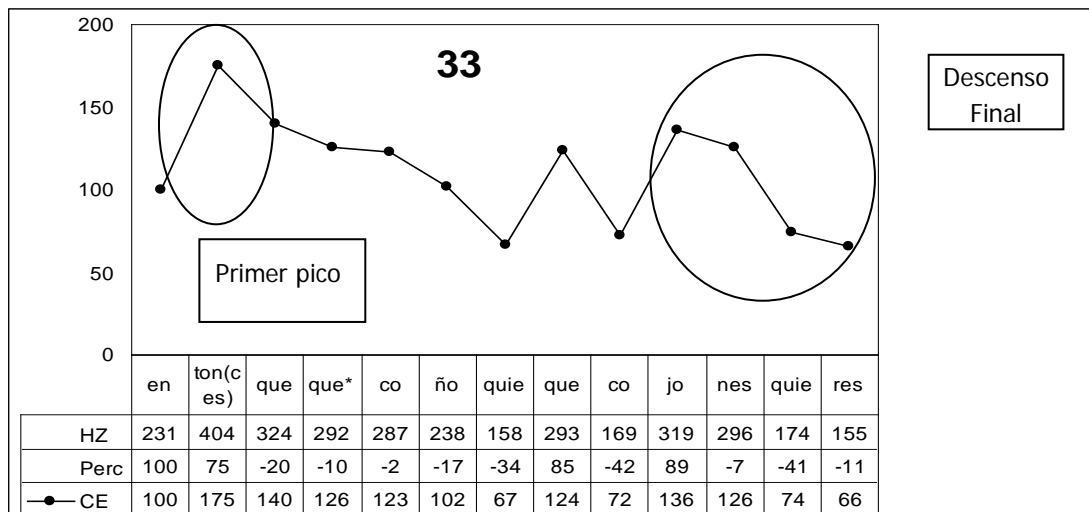 200
33
Descenso
Final
150
100
50
Primer pico
0
en ton(c es) que que* co ño quie que co jo nes quie res
HZ 231 404 324 292 287 238 158 293 169 319 296 174 155
Perc 100 75 -20 -10 -2 -17 -34 85 -42 89 -7 -41 -11
CE 100 175 140 126 123 102 67 124 72 136 126 74 66